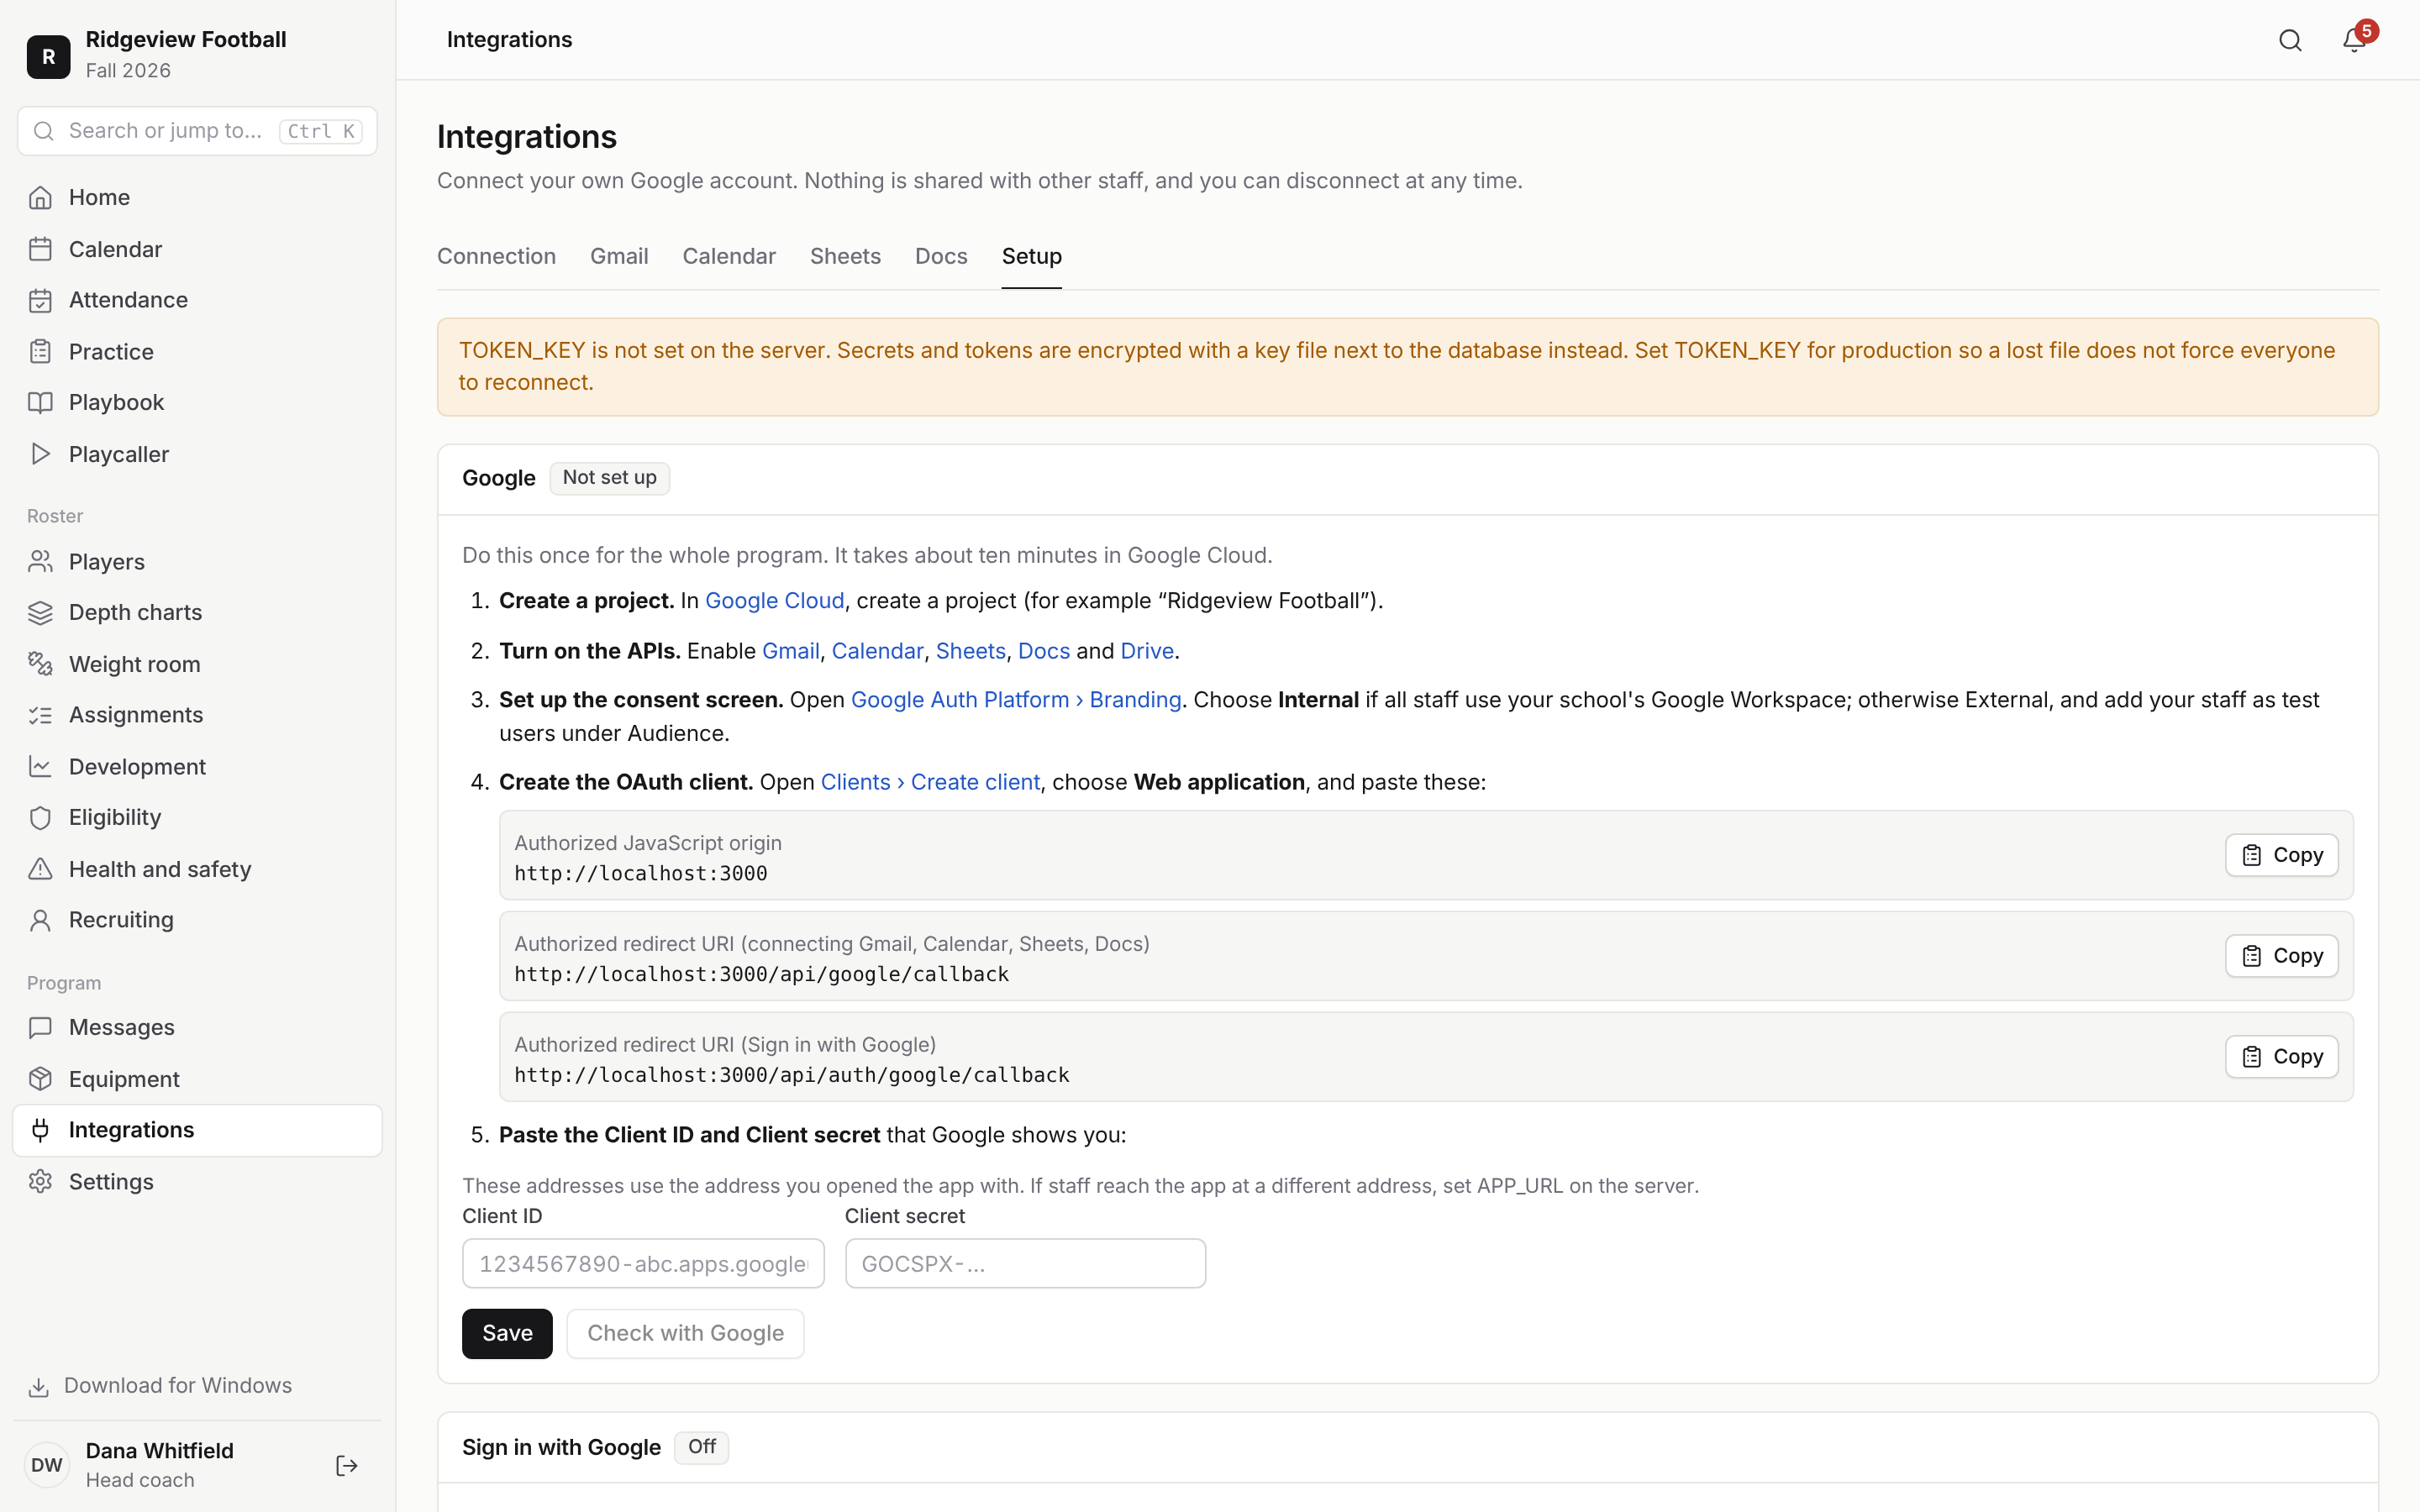 R
Ridgeview Football
Fall 2026
Search or jump to...
Ctrl K
Home
Calendar
Attendance
Practice
Playbook
Playcaller
Roster
Players
Depth charts
Weight room
Assignments
Development
Eligibility
Health and safety
Recruiting
Program
Messages
Equipment
Integrations
Settings
Download for Windows
DW
Dana Whitfield
Head coach
Integrations
5
Integrations
Connect your own Google account. Nothing is shared with other staff, and you can disconnect at any time.
Connection Gmail Calendar Sheets Docs Setup
TOKEN_KEY is not set on the server. Secrets and tokens are encrypted with a key file next to the database instead. Set TOKEN_KEY for production so a lost file does not force everyone
to reconnect.
Google Not set up
Do this once for the whole program. It takes about ten minutes in Google Cloud.
1. Create a project. In Google Cloud, create a project (for example “Ridgeview Football”).
2. Turn on the APIs. Enable Gmail, Calendar, Sheets, Docs and Drive.
3. Set up the consent screen. Open Google Auth Platform › Branding. Choose Internal if all staff use your school's Google Workspace; otherwise External, and add your staff as test
users under Audience.
4. Create the OAuth client. Open Clients › Create client, choose Web application, and paste these:
Authorized JavaScript origin
http://localhost:3000
Copy
Authorized redirect URI (connecting Gmail, Calendar, Sheets, Docs)
http://localhost:3000/api/google/callback
Copy
Authorized redirect URI (Sign in with Google)
http://localhost:3000/api/auth/google/callback
Copy
5. Paste the Client ID and Client secret that Google shows you:
These addresses use the address you opened the app with. If staff reach the app at a different address, set APP_URL on the server.
Client ID Client secret
1234567890-abc.apps.google GOCSPX-...
Save Check with Google
Sign in with Google Off